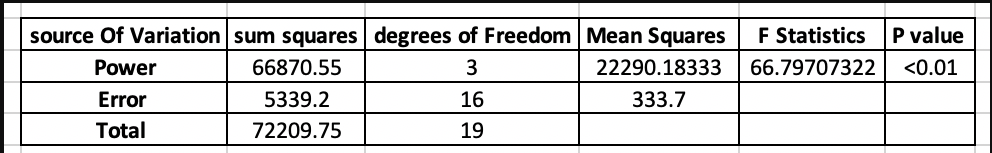 source Of Variation sum squares degrees of Freedom Mean Squares F Statistics P value
Power 66870.55 3 22290.18333 66.79707322 <0.01
Error 5339.2 16 333.7
Total 72209.75 19